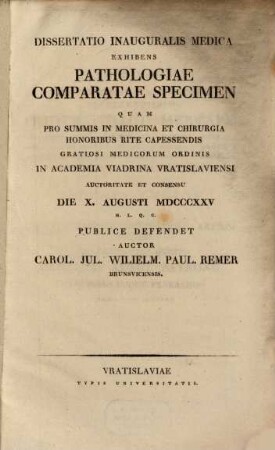 DISSERTATIO INAUGURALIS MEDICA
EXHIBENS
PATHOLOGIAE
COMPARATAE SPECIMEN
QUAM
PRO SUMMIS IN MEDICINA ET CHIRURGIA
HONORIBUS RITE CAPESSENDIS
GRATIOSI MEDICORUM ORDINIS
IN ACADEMIA VIADRINA VRATISLAVIENSI
AUCTORITATE ET CONSENSU
DIE X. AUGUSTI MDCCCXXV
H. L. Q. C.
PUBLICE DEFENDET
AUCTOR
CAROL. JUL. WILIELM. PAUL. REMER
BRUNSVICENSIS.
VRATISLAVIAE
TYPIS UNIVERSITATIS.